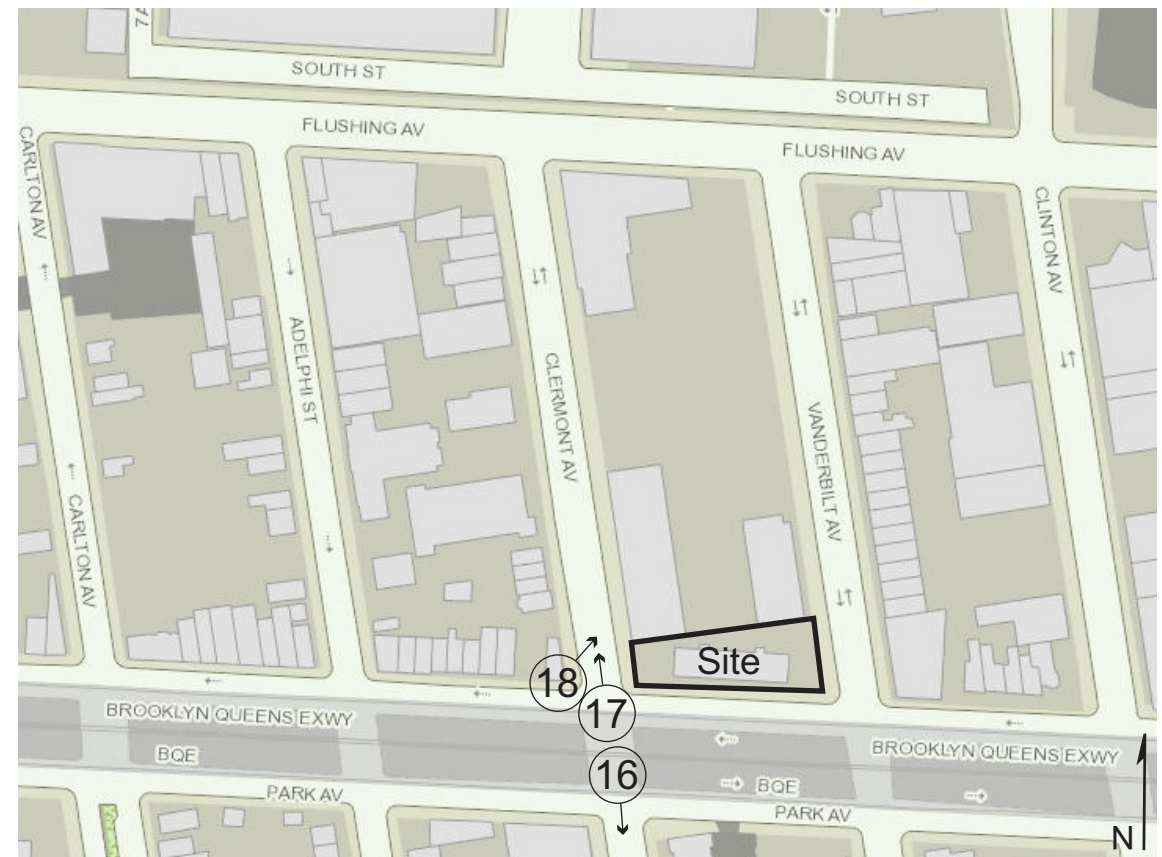 SOUTH ST
SOUTH ST
FLUSHING AV
FLUSHING AV
CARLTON AV
CLINTON AV
ADELPHI ST
CLERMONT AV
VANDERBILT AV
CARLTON AV
Site
18
17
BROOKLYN QUEENS EXWY
BROOKLYN QUEENS EXWY
BQE
16
BQE
PARK AV
PARK AV
N